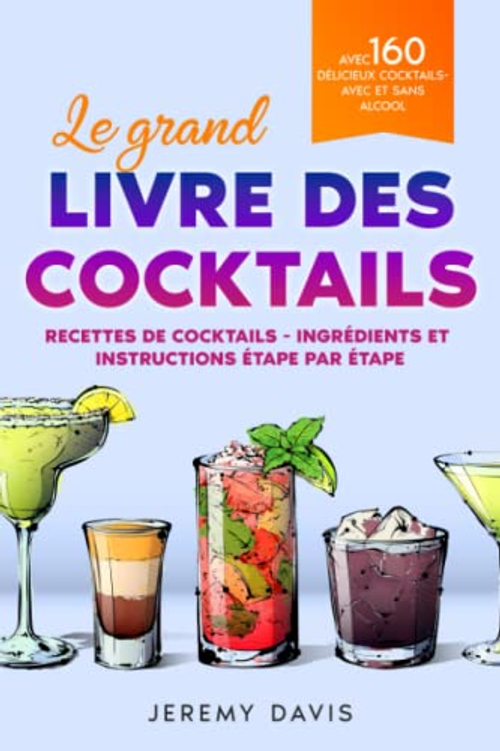 AVEC 160
DÉLICIEUX COCKTAILS-
AVEC ET SANS
ALCOOL
Le grand
LIVRE DES
COCKTAILS
RECETTES DE COCKTAILS - INGRÉDIENTS ET
INSTRUCTIONS ÉTAPE PAR ÉTAPE
JEREMY DAVIS